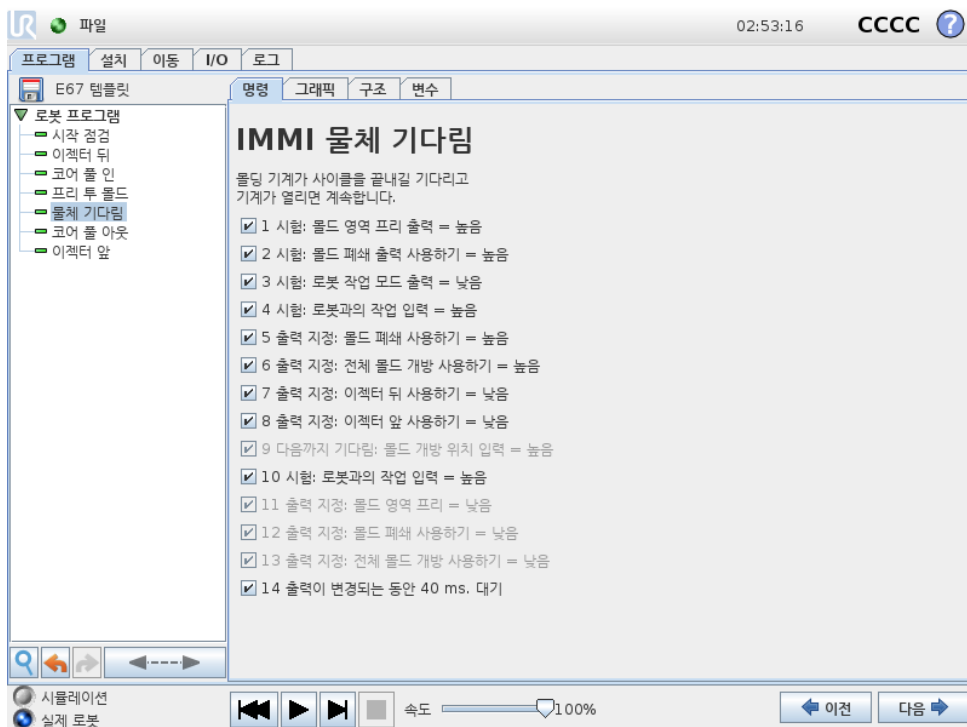 UR 파일 02:53:16 CCCC ?
프로그램 설치 이동 I/O 로그
E67 템플릿
명령 그래픽 구조 변수
로봇 프로그램
시작 점검
이젝터 뒤
코어 풀 인
프리 투 몰드
물체 기다림
코어 풀 아웃
이젝터 앞
IMMI 물체 기다림
몰딩 기계가 사이클을 끝내길 기다리고
기계가 열리면 계속합니다.
1 시험: 몰드 영역 프리 출력 = 높음
2 시험: 몰드 폐쇄 출력 사용하기 = 높음
3 시험: 로봇 작업 모드 출력 = 낮음
4 시험: 로봇과의 작업 입력 = 높음
5 출력 지정: 몰드 폐쇄 사용하기 = 높음
6 출력 지정: 전체 몰드 개방 사용하기 = 높음
7 출력 지정: 이젝터 뒤 사용하기 = 낮음
8 출력 지정: 이젝터 앞 사용하기 = 낮음
9 다음까지 기다림: 몰드 개방 위치 입력 = 높음
10 시험: 로봇과의 작업 입력 = 높음
11 출력 지정: 몰드 영역 프리 = 낮음
12 출력 지정: 몰드 폐쇄 사용하기 = 낮음
13 출력 지정: 전체 몰드 개방 사용하기 = 낮음
14 출력이 변경되는 동안 40 ms. 대기
시뮬레이션
실제 로봇
속도 100%
이전 다음